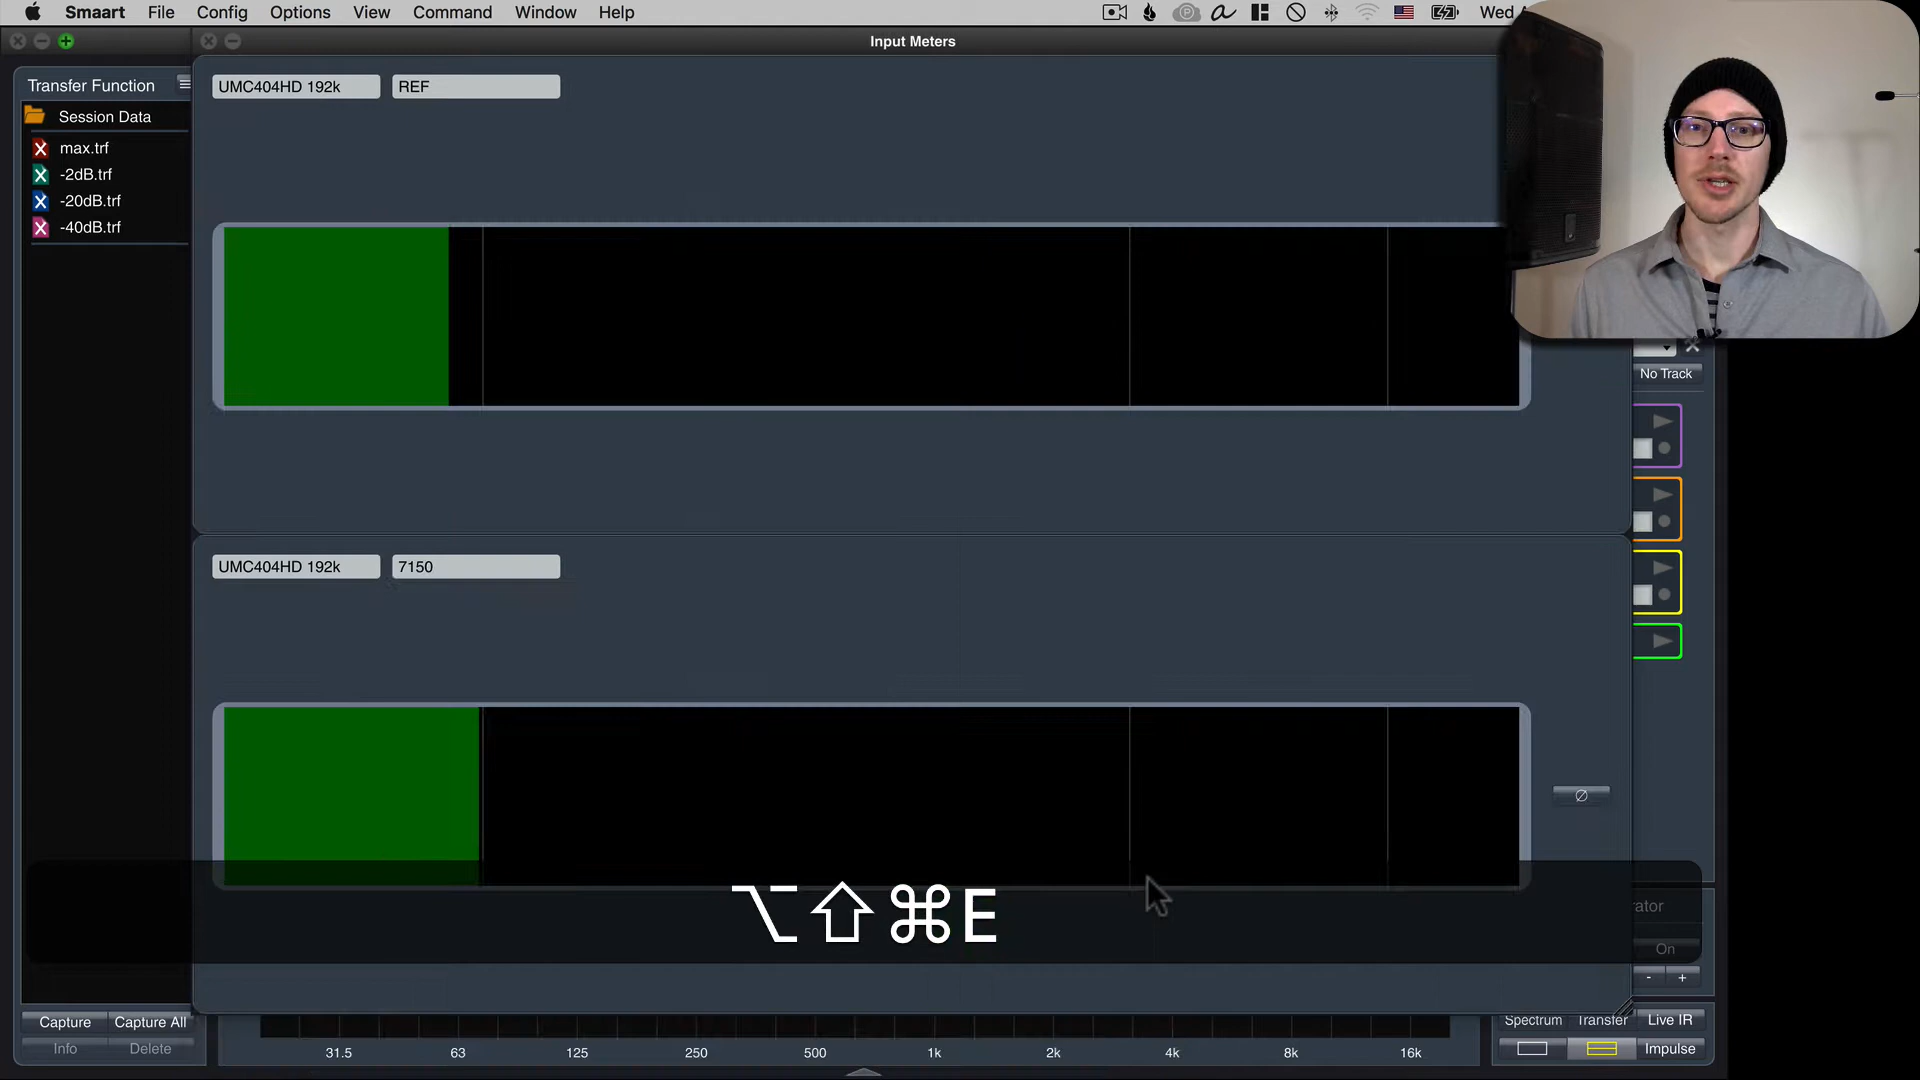 Smaart File Config Options View Command Window Help
Input Meters
Transfer Function
Session Data
max.trf
-2dB.trf
-20dB.trf
-40dB.trf
UMC404HD 192k REF
UMC404HD 192k 7150
No Track
⌥⇧⌘E
On
- +
Capture Capture All
Info Delete
31.5 63 125 250 500 1k 2k 4k 8k 16k
Spectrum Transfer Live IR
Impulse